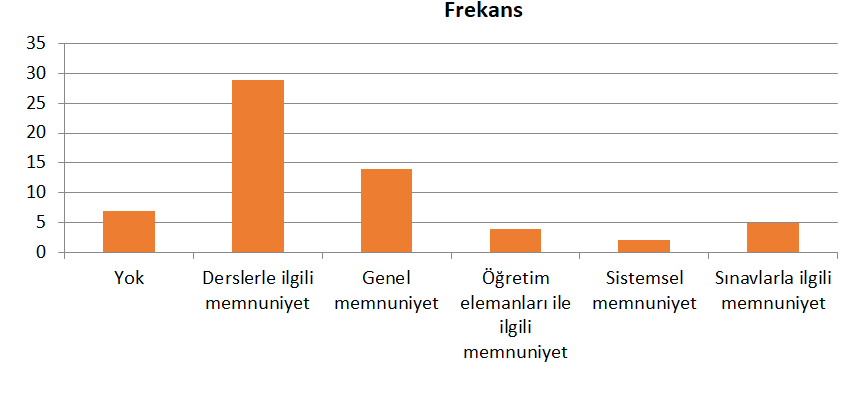 Frekans
35
30
25
20
15
10
5
0
Yok
Derslerle ilgili
memnuniyet
Genel
memnuniyet
Öğretim
elemanları ile
ilgili
memnuniyet
Sistemsel
memnuniyet
Sınavlarla ilgili
memnuniyet